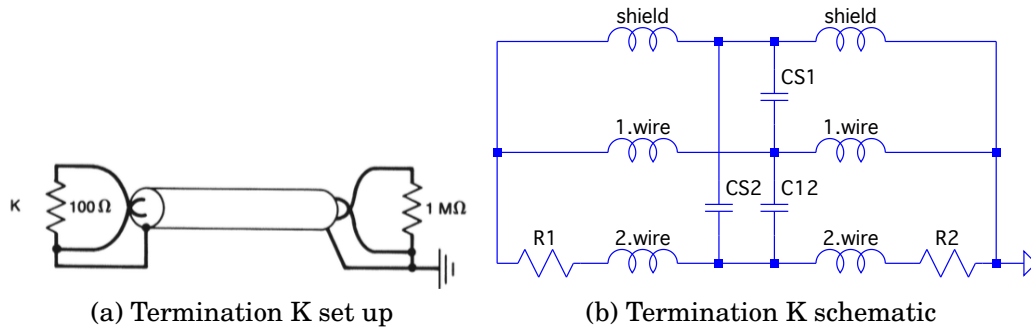 shield shield
CS1
1.wire 1.wire
K 100 Ω 1 MΩ
CS2 C12
R1 2.wire 2.wire R2
(a) Termination K set up
(b) Termination K schematic